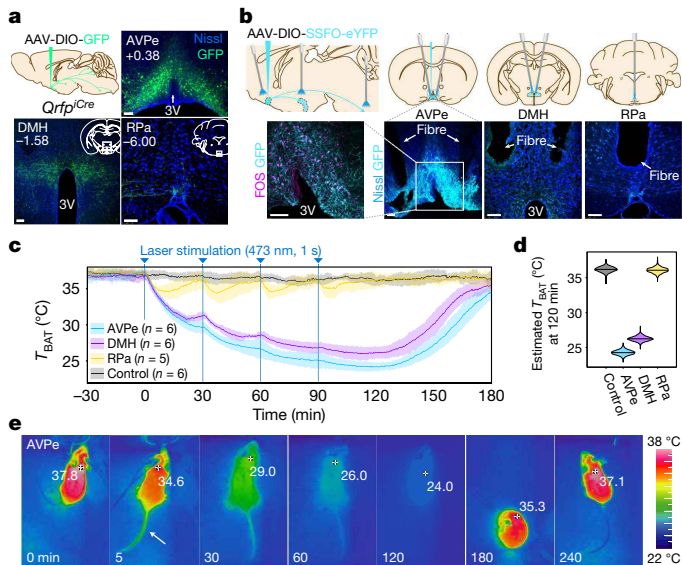 a
AAV-DIO-GFP
Qrfp^iCre
AVPe
+0.38
Nissl
GFP
3V
DMH
−1.58
3V
RPa
−6.00
b
AAV-DIO-SSFO-eYFP
AVPe
DMH
RPa
FOS GFP
3V
Nissl GFP
Fibre
Fibre
3V
Fibre
c
Laser stimulation (473 nm, 1 s)
T_BAT (°C)
35
30
25
AVPe (n = 6)
DMH (n = 6)
RPa (n = 5)
Control (n = 6)
−30
0
30
60
90
120
150
180
Time (min)
d
Estimated T_BAT (°C)
at 120 min
35
30
25
Control
AVPe
DMH
RPa
e
AVPe
37.8
0 min
34.6
5
29.0
30
26.0
60
24.0
120
35.3
180
37.1
240
38 °C
22 °C